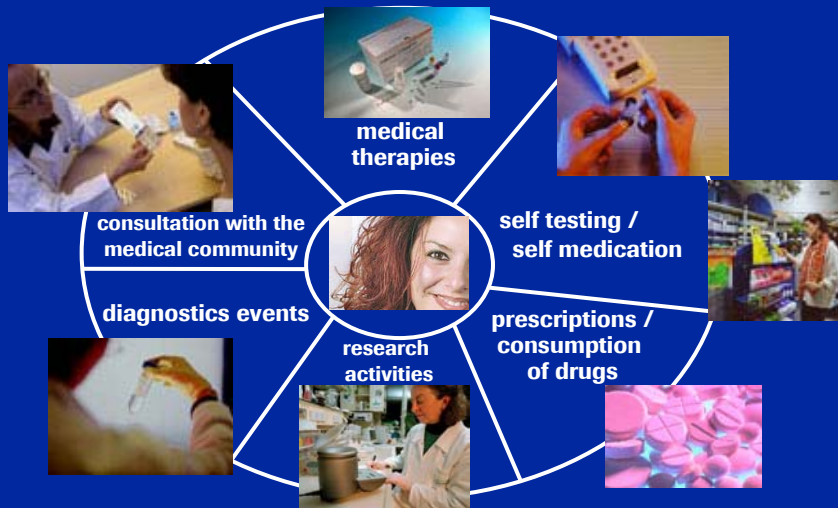 medical
therapies
self testing /
self medication
prescriptions /
consumption
of drugs
research
activities
diagnostics events
consultation with the
medical community